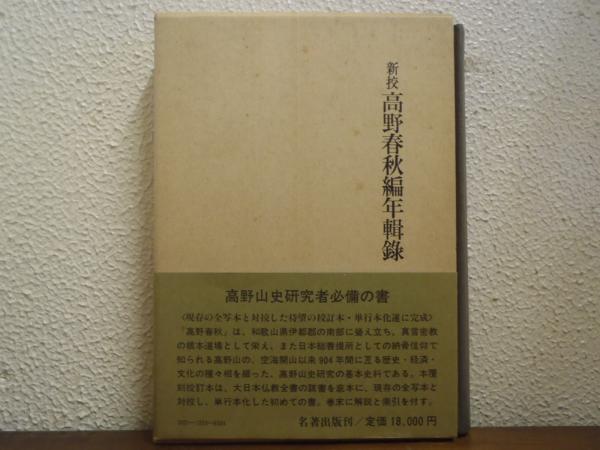 新校 高野春秋編年輯錄
高野山史研究者必備の書
〈現存の全写本と対校した待望の校訂本・単行本化遂に完成〉
「高野春秋」は、和歌山県伊都郡の南部に聳え立ち、真言密教
の根本道場として栄え、また日本総菩提所としての納骨信仰で
知られる高野山の、空海開山以来904年間に亙る歴史・経済・
文化の種々相を綴った、高野山史研究の基本史料である。本覆
刻校訂本は、大日本仏教全書の該書を底本に、現存の全写本と
対校し、単行本化した初めての書。巻末に解説と索引を付す。
名著出版刊/定価 18,000円